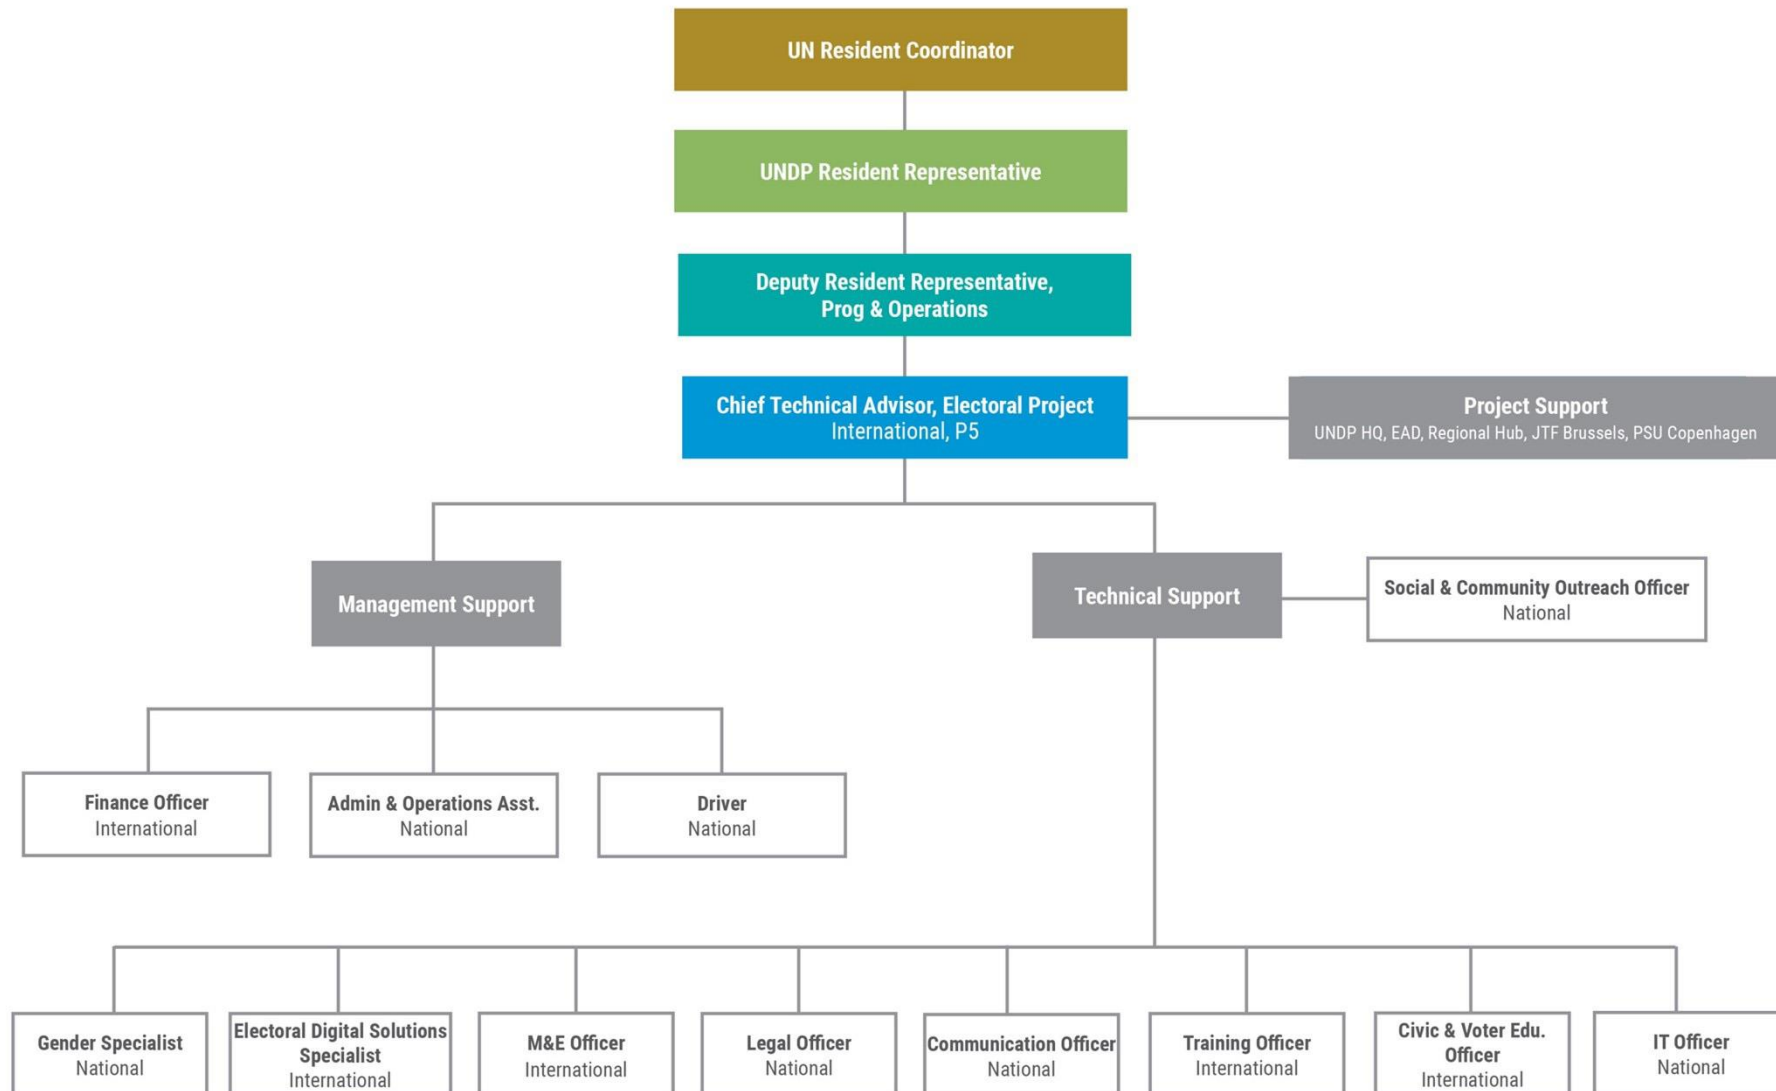 UN Resident Coordinator
UNDP Resident Representative
Deputy Resident Representative,
Prog & Operations
Chief Technical Advisor, Electoral Project
International, P5
Project Support
UNDP HQ, EAD, Regional Hub, JTF Brussels, PSU Copenhagen
Management Support
Technical Support
Social & Community Outreach Officer
National
Finance Officer
International
Admin & Operations Asst.
National
Driver
National
Gender Specialist
National
Electoral Digital Solutions
Specialist
International
M&E Officer
International
Legal Officer
National
Communication Officer
National
Training Officer
International
Civic & Voter Edu.
Officer
International
IT Officer
National